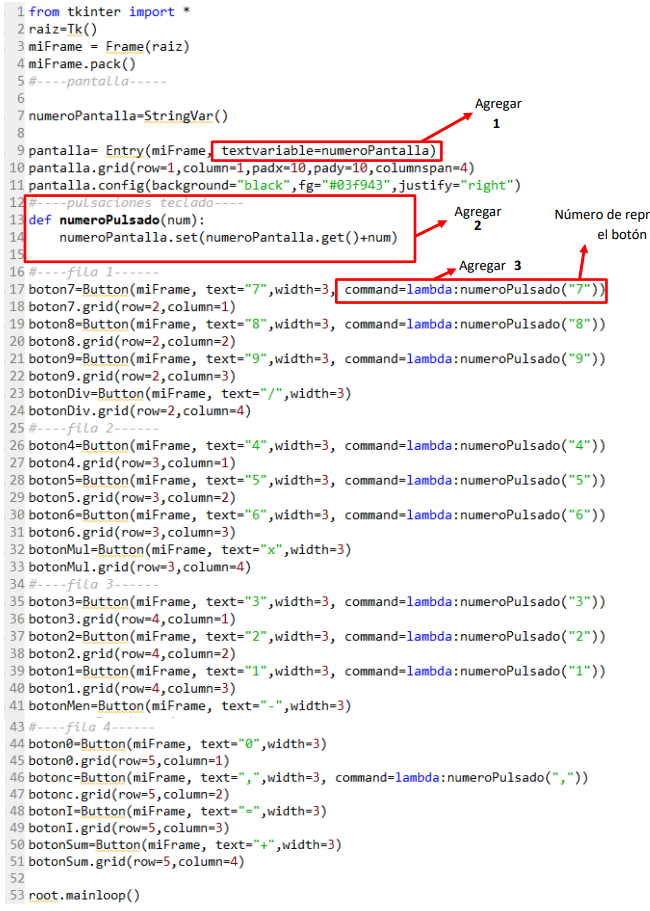 1 from tkinter import *
2 raiz=Tk()
3 miFrame = Frame(raiz)
4 miFrame.pack()
5 #----pantalla-----
6
7 numeroPantalla=StringVar()
Agregar
1
8
9 pantalla= Entry(miFrame, textvariable=numeroPantalla)
10 pantalla.grid(row=1,column=1,padx=10,pady=10,columnspan=4)
11 pantalla.config(background="black",fg="#03f943",justify="right")
12 #----pulsaciones teclado----
13 def numeroPulsado(num):
14 numeroPantalla.set(numeroPantalla.get()+num)
15
Agregar
2
Número de repr
el botón
Agregar 3
16 #----fila 1------
17 boton7=Button(miFrame, text="7",width=3, command=lambda:numeroPulsado("7"))
18 boton7.grid(row=2,column=1)
19 boton8=Button(miFrame, text="8",width=3, command=lambda:numeroPulsado("8"))
20 boton8.grid(row=2,column=2)
21 boton9=Button(miFrame, text="9",width=3, command=lambda:numeroPulsado("9"))
22 boton9.grid(row=2,column=3)
23 botonDiv=Button(miFrame, text="/",width=3)
24 botonDiv.grid(row=2,column=4)
25 #----fila 2------
26 boton4=Button(miFrame, text="4",width=3, command=lambda:numeroPulsado("4"))
27 boton4.grid(row=3,column=1)
28 boton5=Button(miFrame, text="5",width=3, command=lambda:numeroPulsado("5"))
29 boton5.grid(row=3,column=2)
30 boton6=Button(miFrame, text="6",width=3, command=lambda:numeroPulsado("6"))
31 boton6.grid(row=3,column=3)
32 botonMul=Button(miFrame, text="x",width=3)
33 botonMul.grid(row=3,column=4)
34 #----fila 3------
35 boton3=Button(miFrame, text="3",width=3, command=lambda:numeroPulsado("3"))
36 boton3.grid(row=4,column=1)
37 boton2=Button(miFrame, text="2",width=3, command=lambda:numeroPulsado("2"))
38 boton2.grid(row=4,column=2)
39 boton1=Button(miFrame, text="1",width=3, command=lambda:numeroPulsado("1"))
40 boton1.grid(row=4,column=3)
41 botonMen=Button(miFrame, text="-",width=3)
43 #----fila 4------
44 boton0=Button(miFrame, text="0",width=3)
45 boton0.grid(row=5,column=1)
46 botonc=Button(miFrame, text=",",width=3, command=lambda:numeroPulsado(","))
47 botonc.grid(row=5,column=2)
48 botonI=Button(miFrame, text="=",width=3)
49 botonI.grid(row=5,column=3)
50 botonSum=Button(miFrame, text="+",width=3)
51 botonSum.grid(row=5,column=4)
52
53 root.mainloop()